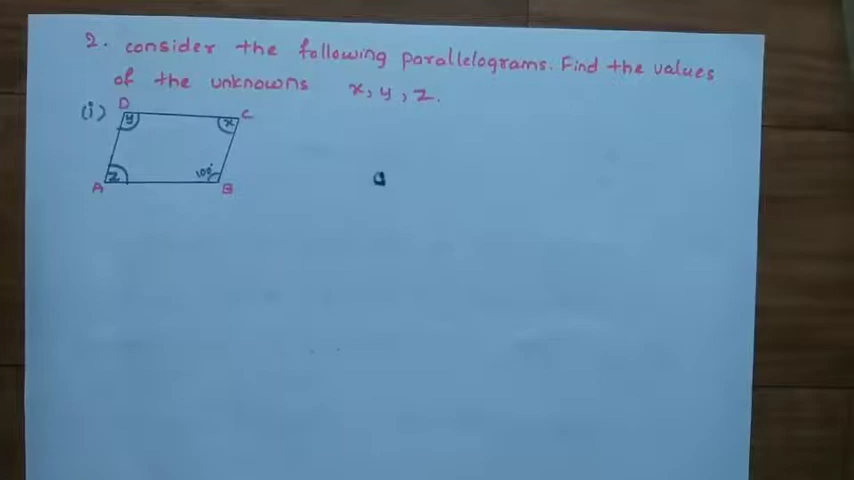 2. consider the following parallelograms. Find the values
of the unknowns x, y, z.
(i)
D
y
x
C
z
100°
A
B